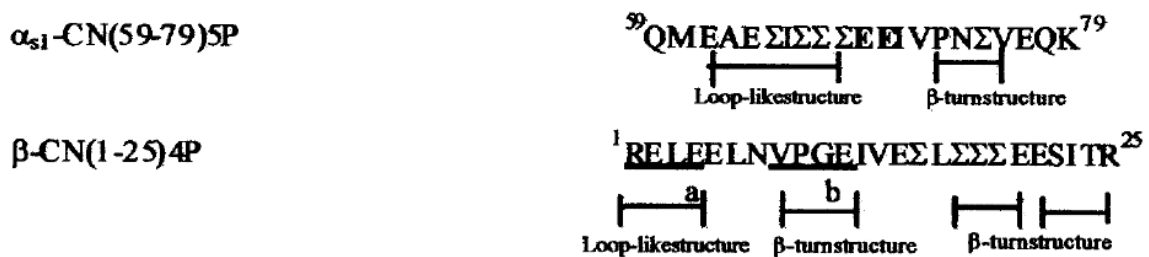 αs1-CN(59-79)5P
59QMEAEΣIΣΣΣEEIVPNΣVEQK79
Loop-likestructure β-turnstructure
β-CN(1-25)4P
1RELEELNVPGEIVEΣLΣΣΣEESITR25
a b
Loop-likestructure β-turnstructure β-turnstructure